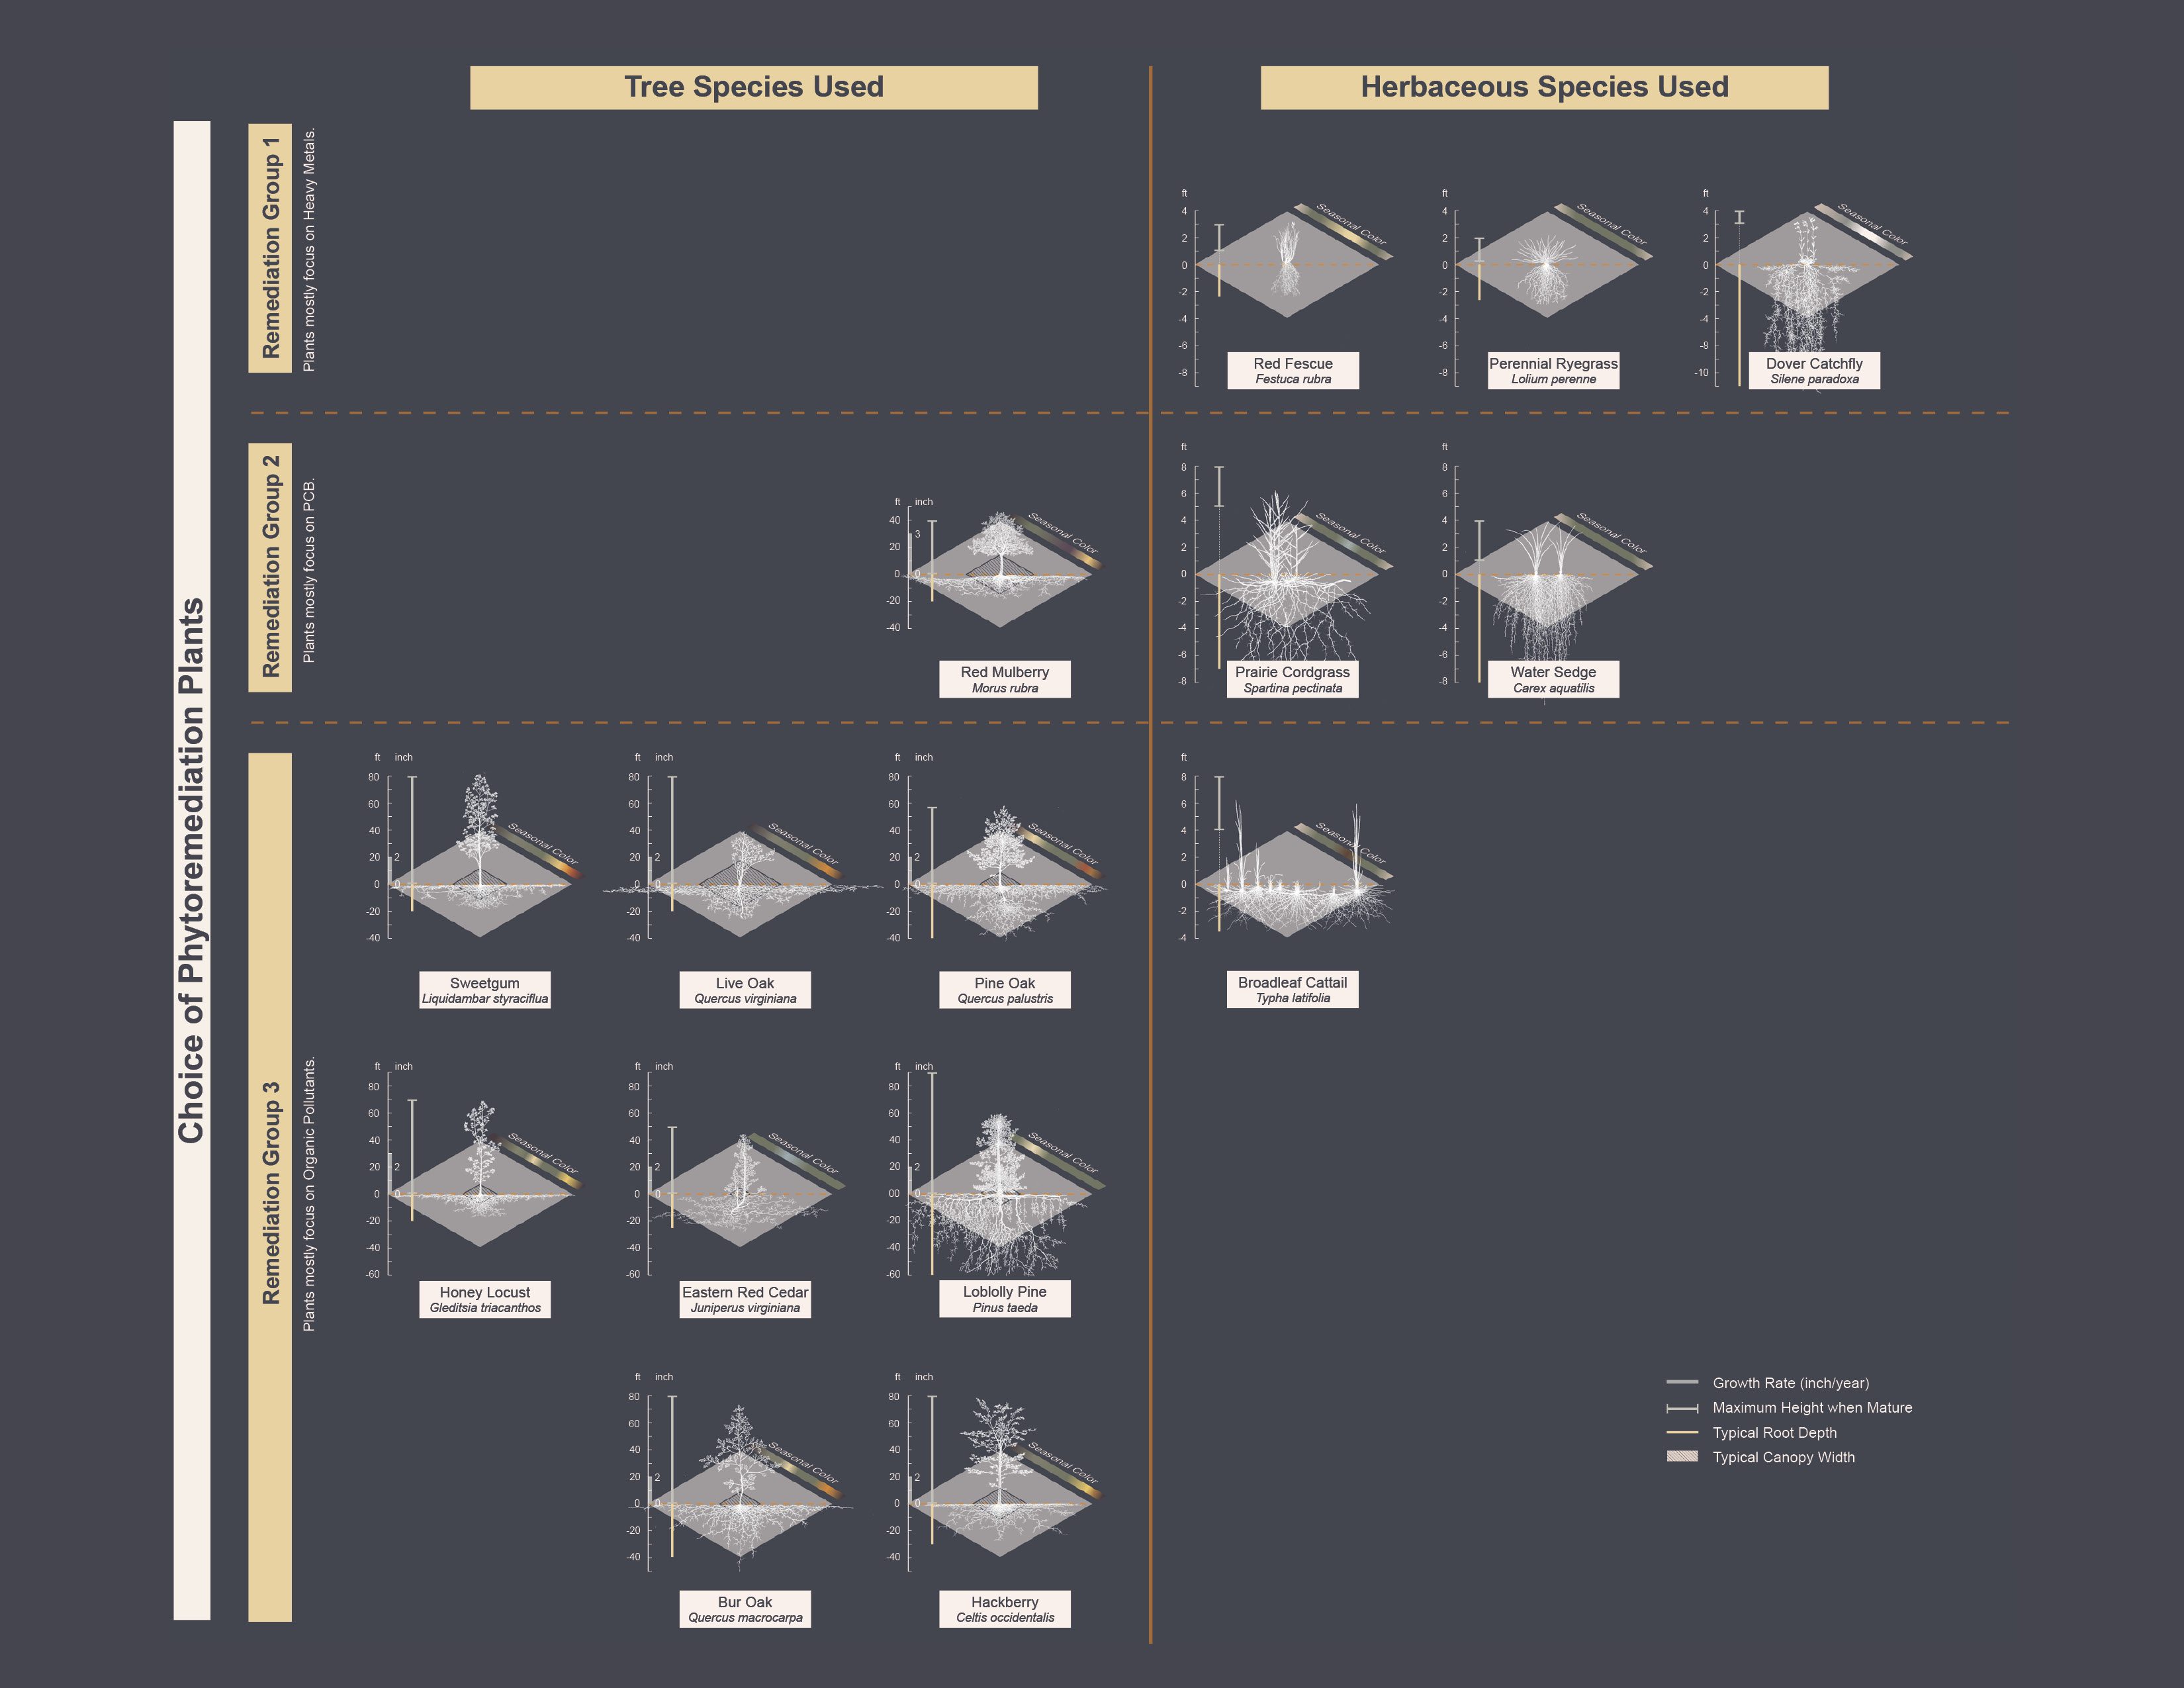 Tree Species Used
Herbaceous Species Used
Choice of Phytoremediation Plants
Remediation Group 1
Plants mostly focus on Heavy Metals.
ft
4
2
0
-2
-4
-6
-8
Seasonal Color
Red Fescue
Festuca rubra
ft
4
2
0
-2
-4
-6
-8
Seasonal Color
Perennial Ryegrass
Lolium perenne
ft
4
2
0
-2
-4
-8
-10
Seasonal Color
Dover Catchfly
Silene paradoxa
Remediation Group 2
Plants mostly focus on PCB.
ft inch
40
3
20
0 0
-20
-40
Seasonal Color
Red Mulberry
Morus rubra
ft
8
6
4
2
0
-2
-4
-6
-8
Seasonal Color
Prairie Cordgrass
Spartina pectinata
ft
8
6
4
2
0
-2
-4
-6
-8
Seasonal Color
Water Sedge
Carex aquatilis
Remediation Group 3
Plants mostly focus on Organic Pollutants.
ft inch
80
60
40
20 2
0 0
-20
-40
Seasonal Color
Sweetgum
Liquidambar styraciflua
ft inch
80
60
40
20 2
0 0
-20
-40
Seasonal Color
Live Oak
Quercus virginiana
ft inch
80
60
40
20 2
0 0
-20
-40
Seasonal Color
Pine Oak
Quercus palustris
ft
8
6
4
2
0
-2
-4
Seasonal Color
Broadleaf Cattail
Typha latifolia
ft inch
80
60
40
20 2
0 0
-20
-40
-60
Seasonal Color
Honey Locust
Gleditsia triacanthos
ft inch
80
60
40
20 2
0
-20
-40
-60
Seasonal Color
Eastern Red Cedar
Juniperus virginiana
ft inch
80
60
40
20 2
00 0
-20
-40
-60
Seasonal Color
Loblolly Pine
Pinus taeda
ft inch
80
60
40
20 2
0 0
-20
-40
Seasonal Color
Bur Oak
Quercus macrocarpa
ft inch
80
60
40
20 2
0 0
-20
-40
Seasonal Color
Hackberry
Celtis occidentalis
Growth Rate (inch/year)
Maximum Height when Mature
Typical Root Depth
Typical Canopy Width